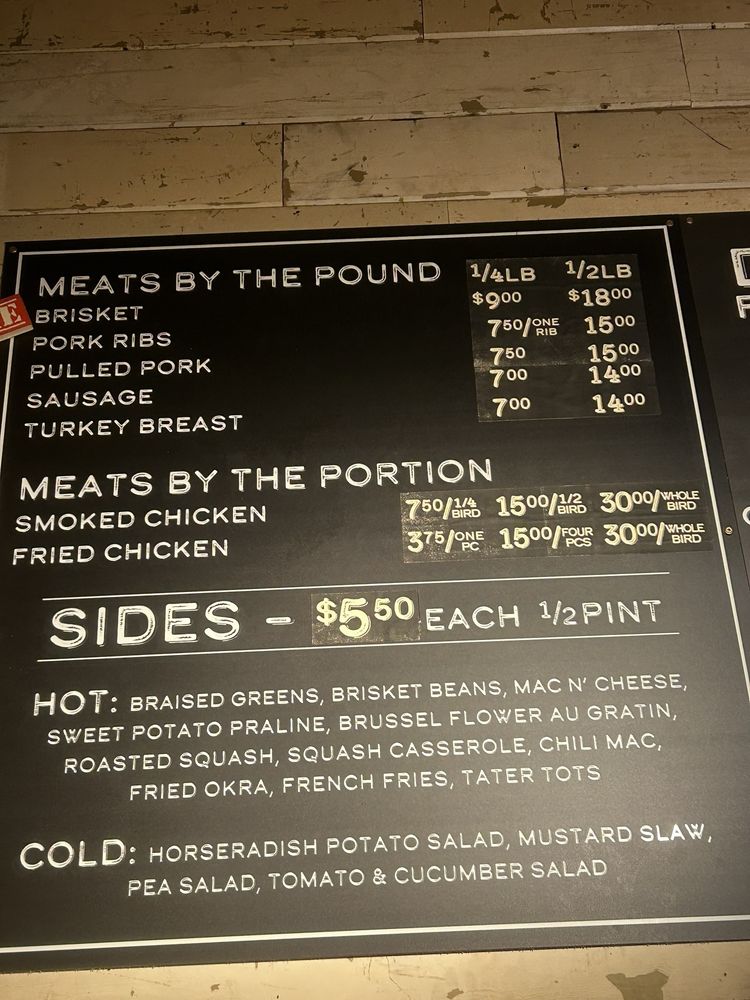 MEATS BY THE POUND 1/4LB 1/2LB
BRISKET $900 $1800
PORK RIBS 750/ONE RIB 1500
PULLED PORK 750 1500
SAUSAGE 700 1400
TURKEY BREAST 700 1400
MEATS BY THE PORTION
SMOKED CHICKEN 750/1/4 BIRD 1500/1/2 BIRD 3000/WHOLE BIRD
FRIED CHICKEN 375/ONE PC 1500/FOUR PCS 3000/WHOLE BIRD
SIDES - $550 EACH 1/2 PINT
HOT: BRAISED GREENS, BRISKET BEANS, MAC N' CHEESE,
SWEET POTATO PRALINE, BRUSSEL FLOWER AU GRATIN,
ROASTED SQUASH, SQUASH CASSEROLE, CHILI MAC,
FRIED OKRA, FRENCH FRIES, TATER TOTS
COLD: HORSERADISH POTATO SALAD, MUSTARD SLAW,
PEA SALAD, TOMATO & CUCUMBER SALAD